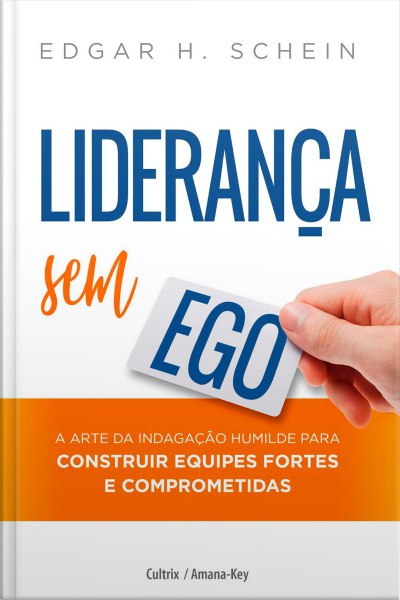 EDGAR H. SCHEIN
LIDERANÇA
sem
EGO
A ARTE DA INDAGAÇÃO HUMILDE PARA
CONSTRUIR EQUIPES FORTES
E COMPROMETIDAS
Cultrix / Amana-Key